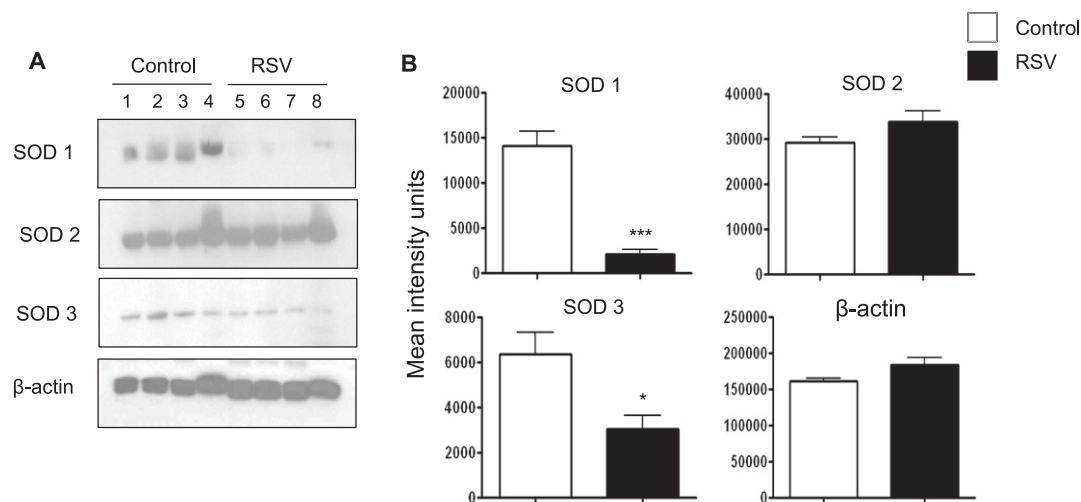 Control
RSV
A
Control RSV
1 2 3 4 5 6 7 8
SOD 1
SOD 2
SOD 3
β-actin
B
Mean intensity units
SOD 1
20000
15000
10000
5000
0
***
SOD 2
40000
30000
20000
10000
0
SOD 3
8000
6000
4000
2000
0
*
β-actin
250000
200000
150000
100000
50000
0